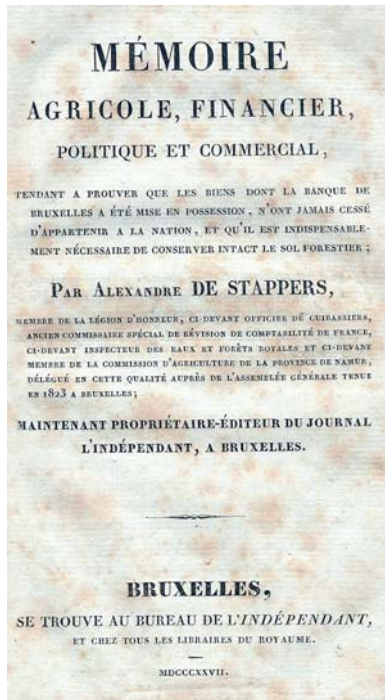 MÉMOIRE
AGRICOLE, FINANCIER,
POLITIQUE ET COMMERCIAL,
TENDANT A PROUVER QUE LES BIENS DONT LA BANQUE DE
BRUXELLES A ÉTÉ MISE EN POSSESSION, N'ONT JAMAIS CESSÉ
D'APPARTENIR A LA NATION, ET QU'IL EST INDISPENSABLE-
MENT NÉCESSAIRE DE CONSERVER INTACT LE SOL FORESTIER;
PAR ALEXANDRE DE STAPPERS,
MEMBRE DE LA LÉGION D'HONNEUR, CI-DEVANT OFFICIER DE CUIRASSIERS,
ANCIEN COMMISSAIRE SPÉCIAL DE RÉVISION DE COMPTABILITÉ DE FRANCE,
CI-DEVANT INSPECTEUR DES EAUX ET FORÊTS ROYALES ET CI-DEVANT
MEMBRE DE LA COMMISSION D'AGRICULTURE DE LA PROVINCE DE NAMUR,
DÉLÉGUÉ EN CETTE QUALITÉ AUPRÈS DE L'ASSEMBLÉE GÉNÉRALE TENUE
EN 1823 A BRUXELLES;
MAINTENANT PROPRIÉTAIRE-ÉDITEUR DU JOURNAL
L'INDÉPENDANT, A BRUXELLES.
BRUXELLES,
SE TROUVE AU BUREAU DE L'INDÉPENDANT,
ET CHEZ TOUS LES LIBRAIRES DU ROYAUME.
MDCCCXXVII.